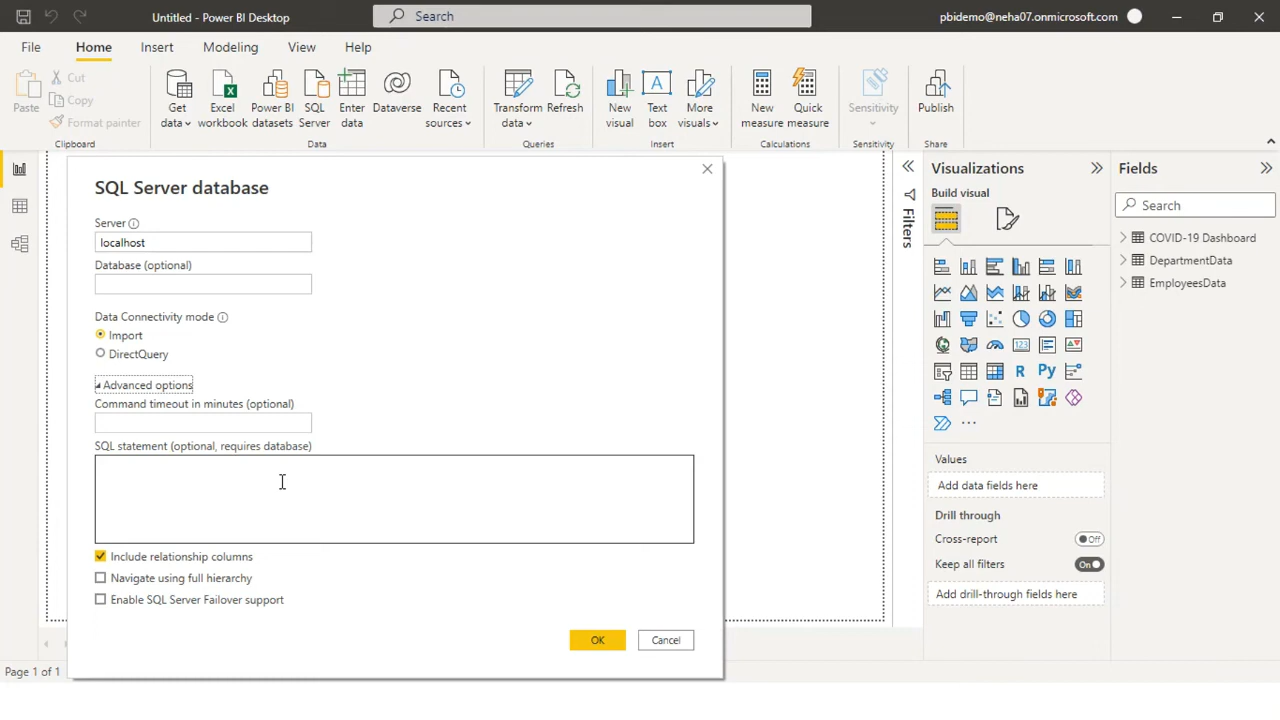 Untitled - Power BI Desktop
Search
pbidemo@neha07.onmicrosoft.com
File
Home
Insert
Modeling
View
Help
Paste
Cut
Copy
Format painter
Clipboard
Get data
Excel workbook
Power BI datasets
SQL Server
Enter data
Dataverse
Recent sources
Data
Transform data
Refresh
Queries
New visual
A
Text box
More visuals
Insert
New measure
Quick measure
Calculations
Sensitivity
Sensitivity
Publish
Share
SQL Server database
Server
localhost
Database (optional)
Data Connectivity mode
Import
DirectQuery
Advanced options
Command timeout in minutes (optional)
SQL statement (optional, requires database)
Include relationship columns
Navigate using full hierarchy
Enable SQL Server Failover support
OK
Cancel
Page 1 of 1
Filters
Visualizations
Build visual
123
R
Py
Values
Add data fields here
Drill through
Cross-report
Off
Keep all filters
On
Add drill-through fields here
Fields
Search
COVID-19 Dashboard
DepartmentData
EmployeesData